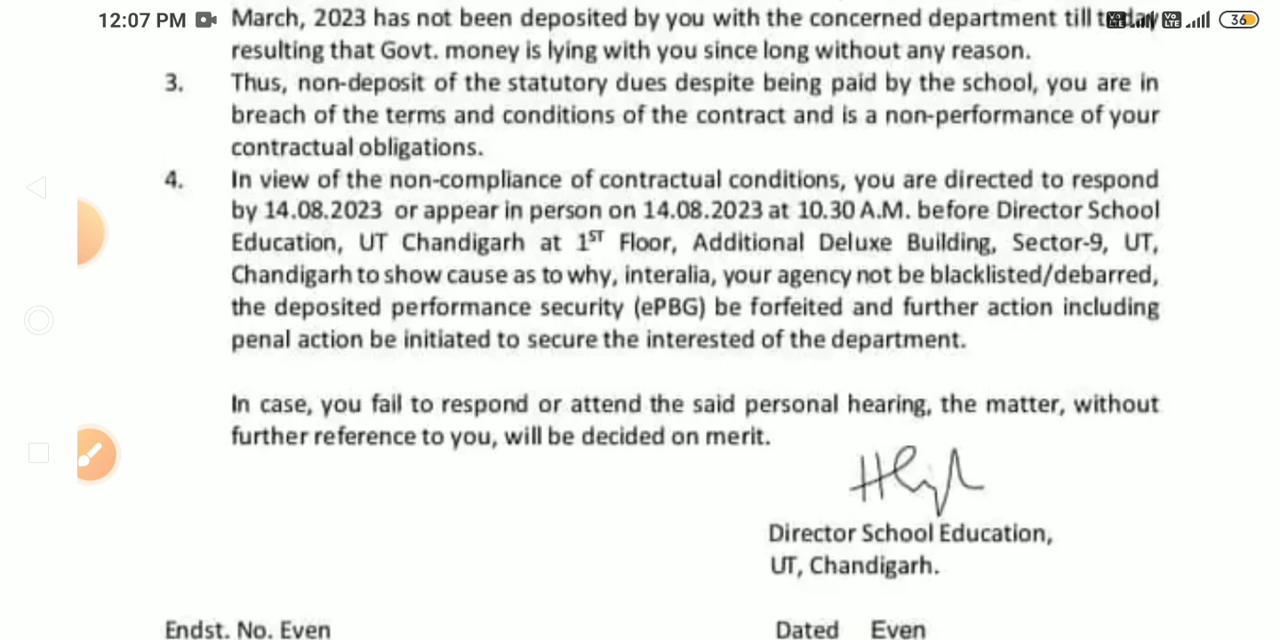 12:07 PM
36
March, 2023 has not been deposited by you with the concerned department till today
resulting that Govt. money is lying with you since long without any reason.
3. Thus, non-deposit of the statutory dues despite being paid by the school, you are in
breach of the terms and conditions of the contract and is a non-performance of your
contractual obligations.
4. In view of the non-compliance of contractual conditions, you are directed to respond
by 14.08.2023 or appear in person on 14.08.2023 at 10.30 A.M. before Director School
Education, UT Chandigarh at 1ST Floor, Additional Deluxe Building, Sector-9, UT,
Chandigarh to show cause as to why, interalia, your agency not be blacklisted/debarred,
the deposited performance security (ePBG) be forfeited and further action including
penal action be initiated to secure the interested of the department.
In case, you fail to respond or attend the said personal hearing, the matter, without
further reference to you, will be decided on merit.
Director School Education,
UT, Chandigarh.
Endst. No. Even Dated Even